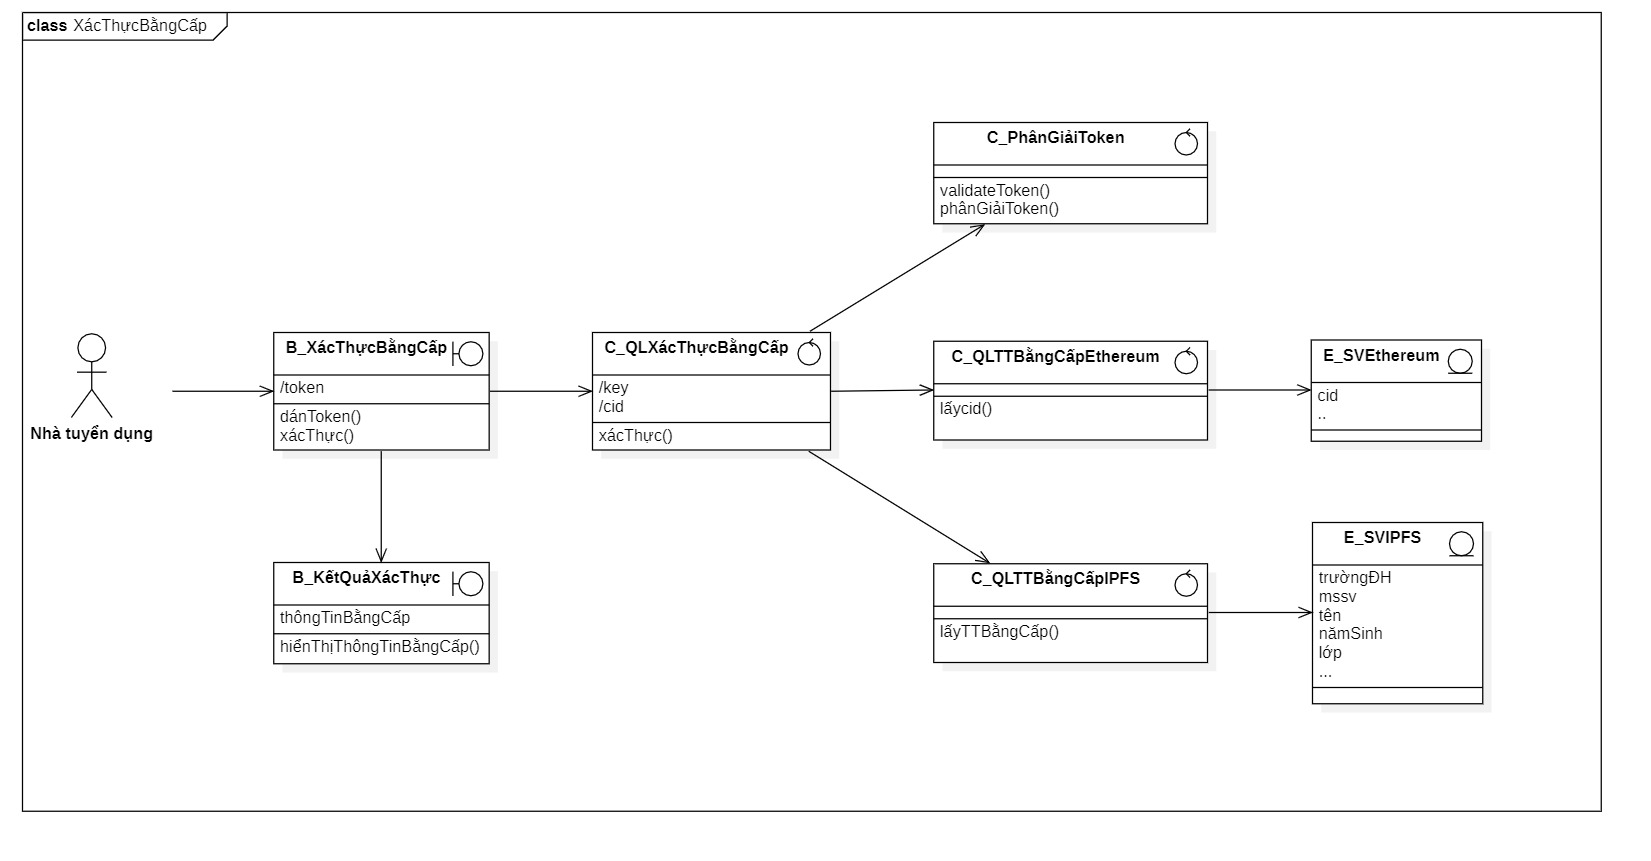 class XácThựcBằngCấp
C_PhânGiảiToken
validateToken()
phânGiảiToken()
Nhà tuyển dụng
B_XácThựcBằngCấp
/token
dánToken()
xácThực()
C_QLXácThựcBằngCấp
/key
/cid
xácThực()
C_QLTTBằngCấpEthereum
lấycid()
E_SVEthereum
cid
..
B_KếtQuảXácThực
thôngTinBằngCấp
hiểnThịThôngTinBằngCấp()
C_QLTTBằngCấpIPFS
lấyTTBằngCấp()
E_SVIPFS
trườngĐH
mssv
tên
nămSinh
lớp
...